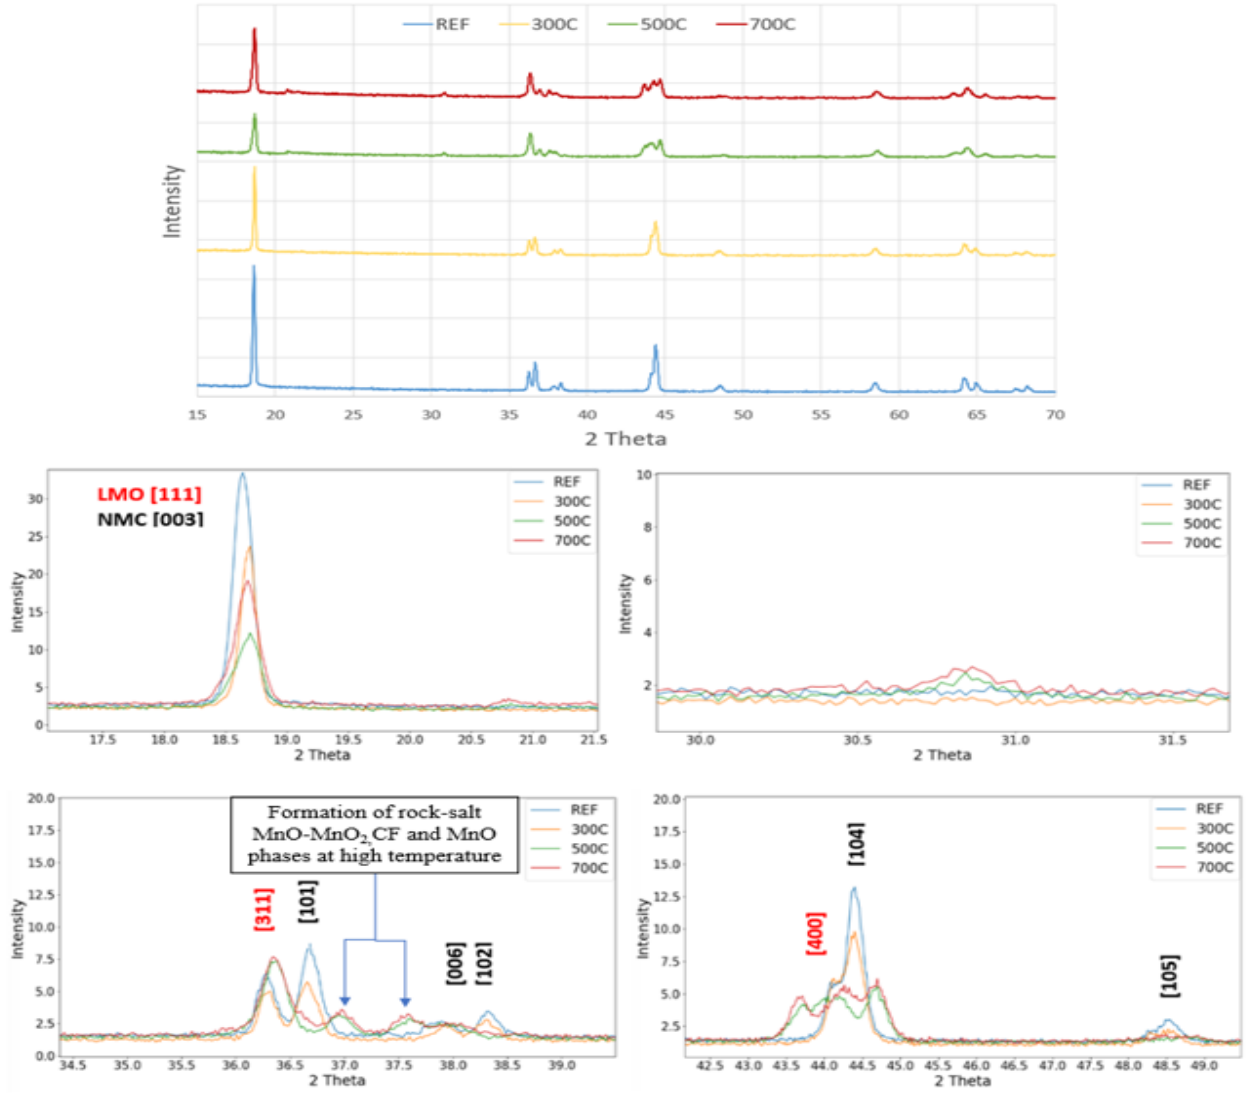 REF 300C 500C 700C
Intensity
15 20 25 30 35 40 45 50 55 60 65 70
2 Theta
LMO [111]
NMC [003]
REF
300C
500C
700C
Intensity
30
25
20
15
10
5
0
17.5 18.0 18.5 19.0 19.5 20.0 20.5 21.0 21.5
2 Theta
REF
300C
500C
700C
Intensity
10
8
6
4
2
30.0 30.5 31.0 31.5
2 Theta
Formation of rock-salt
MnO-MnO2, CF and MnO
phases at high temperature
REF
300C
500C
700C
[311]
[101]
[006]
[102]
Intensity
20.0
17.5
15.0
12.5
10.0
7.5
5.0
2.5
0.0
34.5 35.0 35.5 36.0 36.5 37.0 37.5 38.0 38.5 39.0
2 Theta
REF
300C
500C
700C
[400]
[104]
[105]
Intensity
20.0
17.5
15.0
12.5
10.0
7.5
5.0
2.5
42.5 43.0 43.5 44.0 44.5 45.0 45.5 46.0 46.5 47.0 47.5 48.0 48.5 49.0
2 Theta